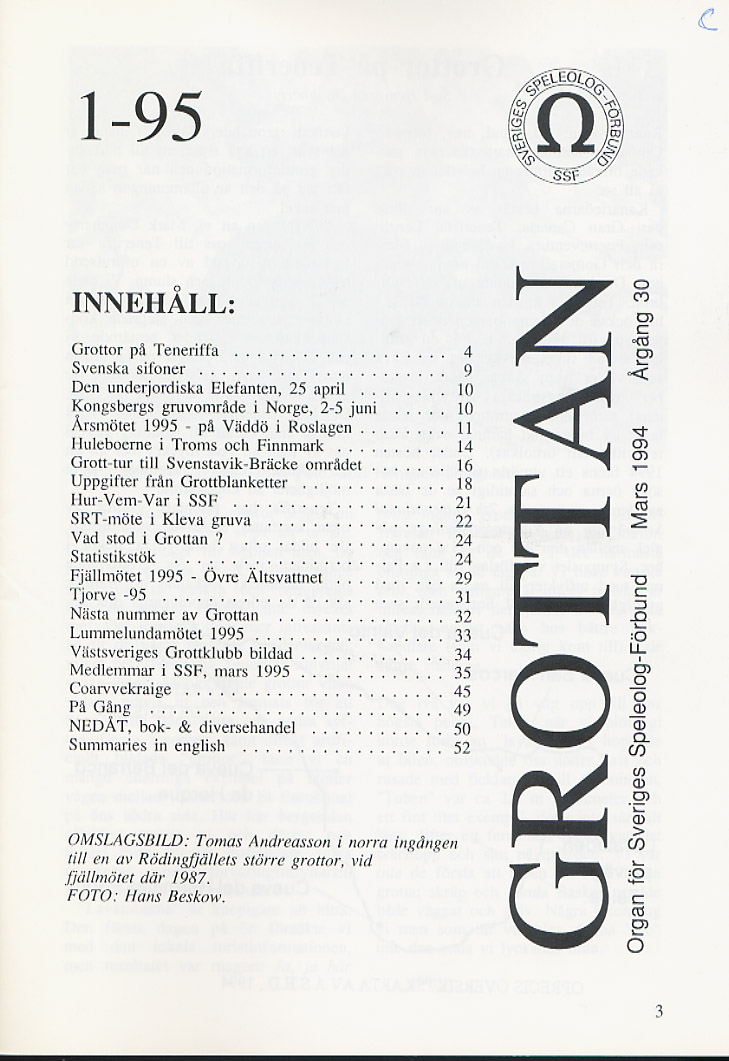 1-95
SVERIGES SPELEOLOG-FÖRBUND
Ω
SSF
INNEHÅLL:
Grottor på Teneriffa . . . . . . . . . . . . . . . . . . . 4
Svenska sifoner . . . . . . . . . . . . . . . . . . . . . . 9
Den underjordiska Elefanten, 25 april . . . . . . . . 10
Kongsbergs gruvområde i Norge, 2-5 juni . . . . . 10
Årsmötet 1995 - på Väddö i Roslagen . . . . . . . . 11
Huleboerne i Troms och Finnmark . . . . . . . . . . 14
Grott-tur till Svenstavik-Bräcke området . . . . . . . 16
Uppgifter från Grottblanketter . . . . . . . . . . . . . 18
Hur-Vem-Var i SSF . . . . . . . . . . . . . . . . . . . 21
SRT-möte i Kleva gruva . . . . . . . . . . . . . . . . 22
Vad stod i Grottan ? . . . . . . . . . . . . . . . . . . 24
Statistikstök . . . . . . . . . . . . . . . . . . . . . . . . 24
Fjällmötet 1995 - Övre Ältsvattnet . . . . . . . . . . 29
Tjorve -95 . . . . . . . . . . . . . . . . . . . . . . . . . 31
Nästa nummer av Grottan . . . . . . . . . . . . . . . 32
Lummelundamötet 1995 . . . . . . . . . . . . . . . . . 33
Västsveriges Grottklubb bildad . . . . . . . . . . . . . 34
Medlemmar i SSF, mars 1995 . . . . . . . . . . . . . 35
Coarvvekraige . . . . . . . . . . . . . . . . . . . . . . . 45
På Gång . . . . . . . . . . . . . . . . . . . . . . . . . . 49
NEDÅT, bok- & diversehandel . . . . . . . . . . . . 50
Summaries in english . . . . . . . . . . . . . . . . . . 52
OMSLAGSBILD: Tomas Andreasson i norra ingången
till en av Rödingfjällets större grottor, vid
fjällmötet där 1987.
FOTO: Hans Beskow.
GROTTAN
Organ för Sveriges Speleolog-Förbund Mars 1994 Årgång 30
3